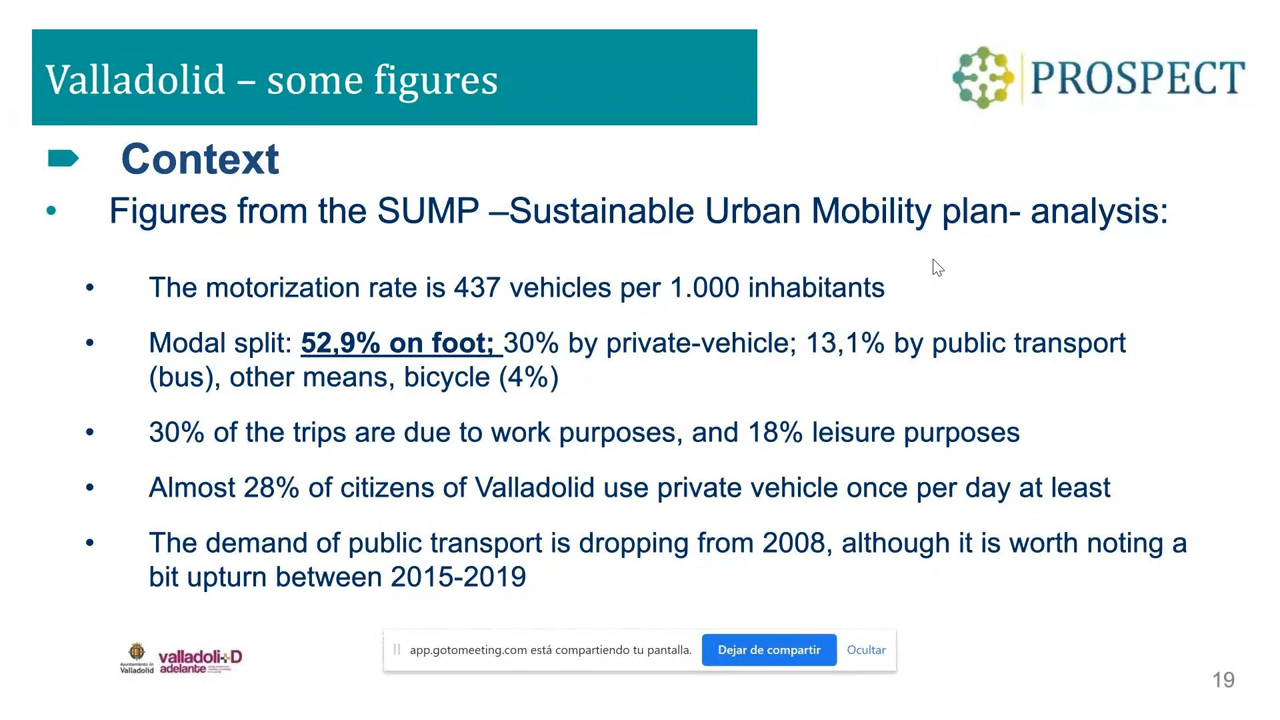 Valladolid – some figures
PROSPECT
Context
• Figures from the SUMP –Sustainable Urban Mobility plan- analysis:
• The motorization rate is 437 vehicles per 1.000 inhabitants
• Modal split: 52,9% on foot; 30% by private-vehicle; 13,1% by public transport
(bus), other means, bicycle (4%)
• 30% of the trips are due to work purposes, and 18% leisure purposes
• Almost 28% of citizens of Valladolid use private vehicle once per day at least
• The demand of public transport is dropping from 2008, although it is worth noting a
bit upturn between 2015-2019
Ayuntamiento de
Valladolid
valladoli+D
adelante
app.gotomeeting.com está compartiendo tu pantalla.
Dejar de compartir
Ocultar
19